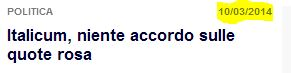 POLITICA 10/03/2014
Italicum, niente accordo sulle
quote rosa